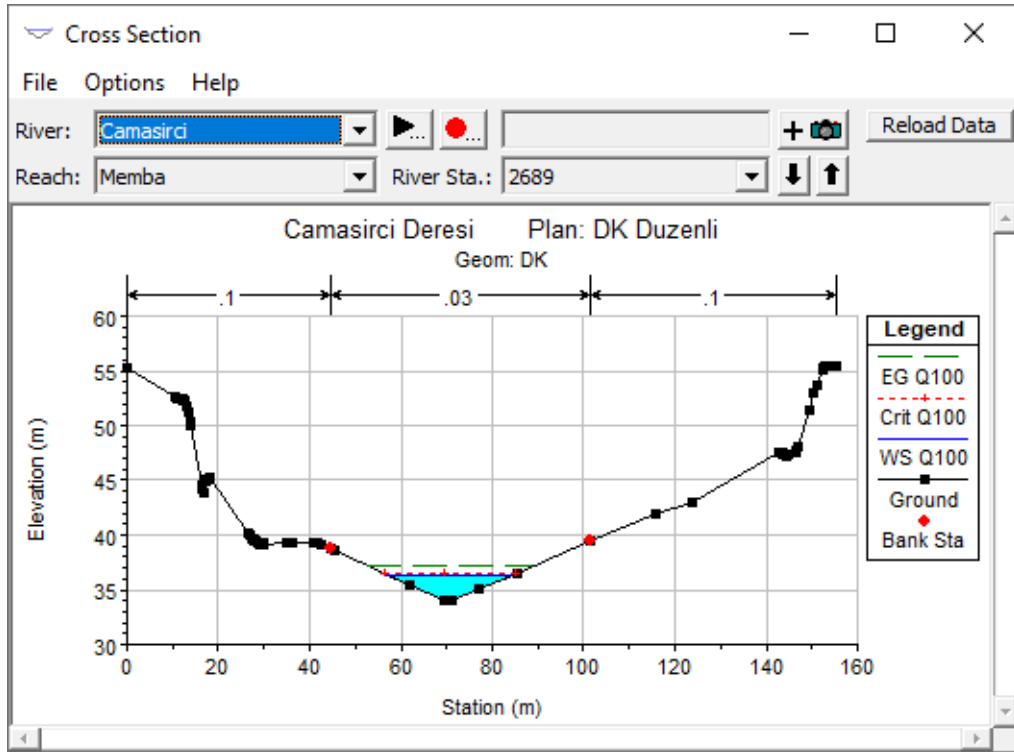 Cross Section
File Options Help
River: Camasirci ... ... + Reload Data
Reach: Memba River Sta.: 2689
Camasirci Deresi Plan: DK Duzenli
Geom: DK
.1 .03 .1
60
55
50
45
40
35
30
Elevation (m)
0 20 40 60 80 100 120 140 160
Station (m)
Legend
EG Q100
Crit Q100
WS Q100
Ground
Bank Sta